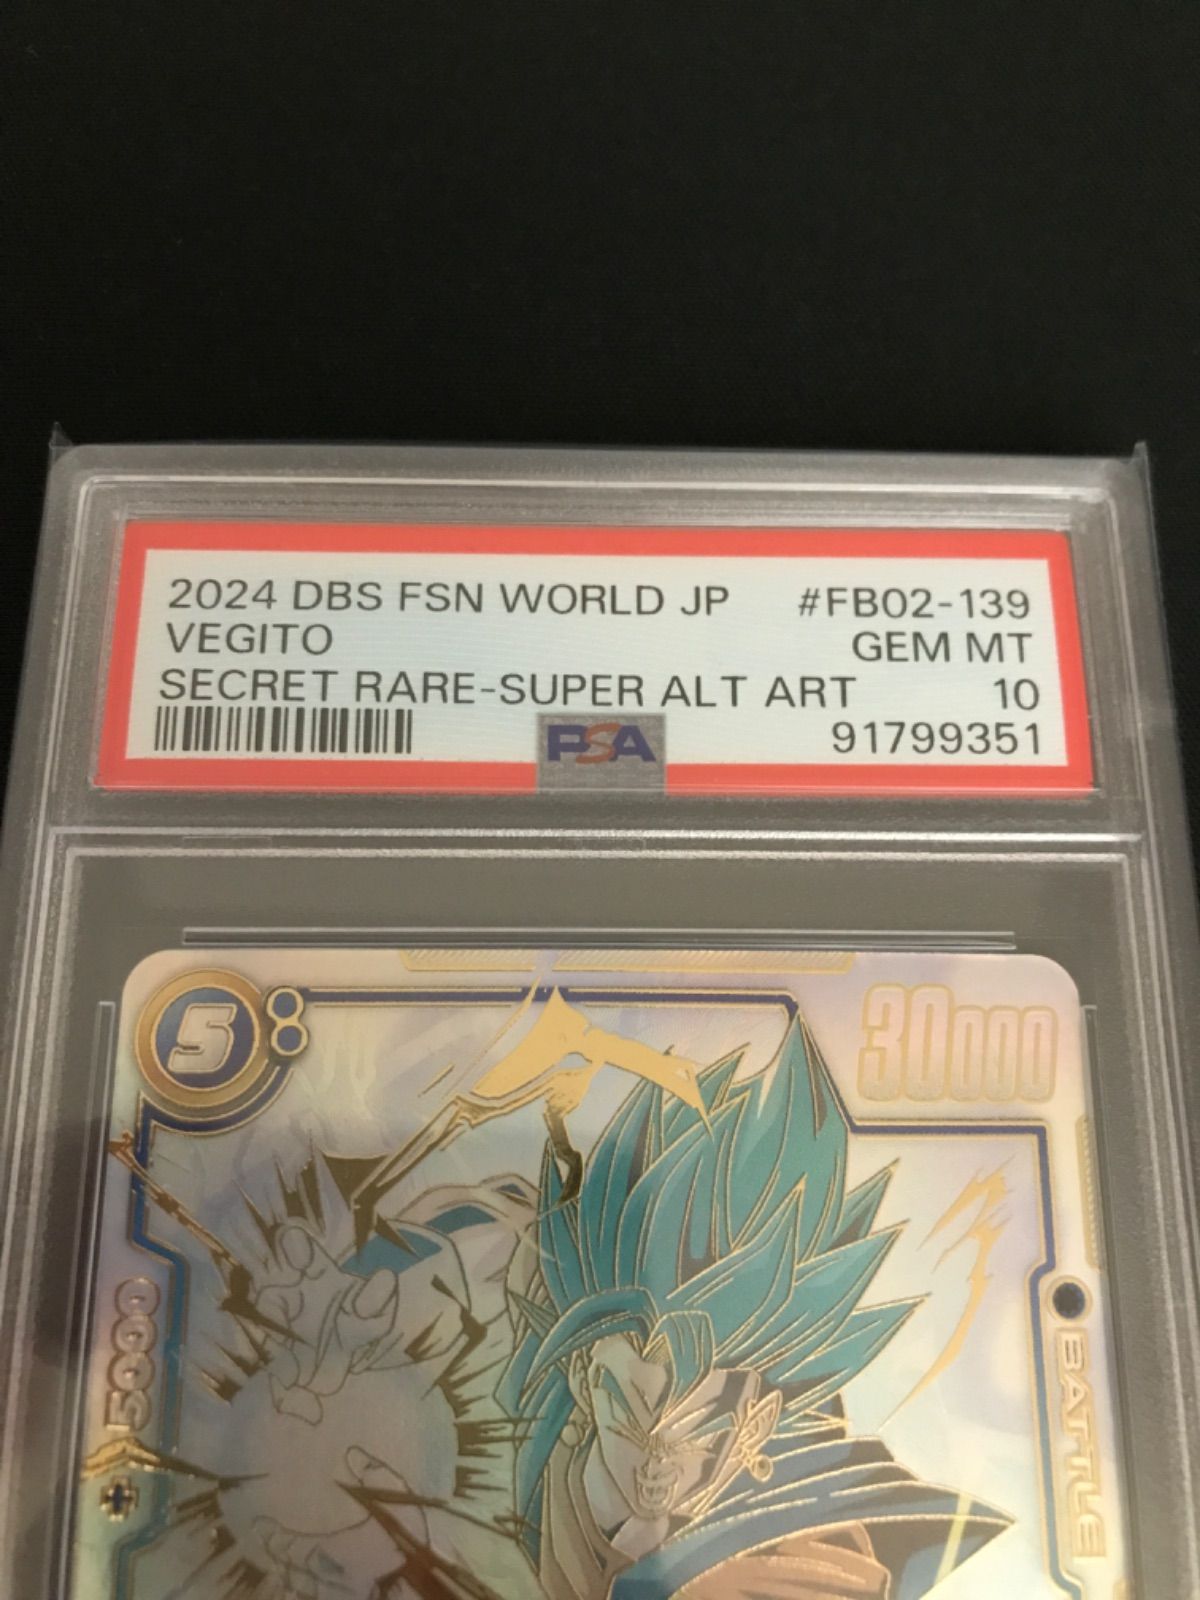 2024 DBS FSN WORLD JP #FB02-139
VEGITO GEM MT
SECRET RARE-SUPER ALT ART 10
PSA 91799351
5
30000
5000
BATTLE